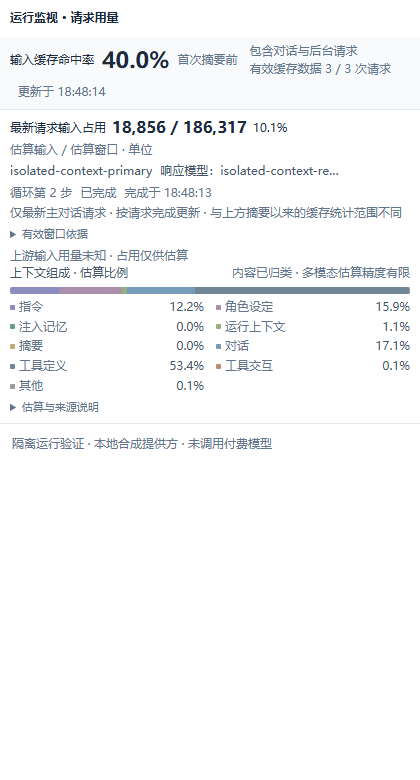 运行监视 · 请求用量
输入缓存命中率 40.0% 首次摘要前 包含对话与后台请求
有效缓存数据 3 / 3 次请求
更新于 18:48:14
最新请求输入占用 18,856 / 186,317 10.1%
估算输入 / 估算窗口 · 单位
isolated-context-primary 响应模型: isolated-context-re...
循环第 2 步 已完成 完成于 18:48:13
仅最新主对话请求 · 按请求完成更新 · 与上方摘要以来的缓存统计范围不同
▶ 有效窗口依据
上游输入用量未知 · 占用仅供估算
上下文组成 · 估算比例 内容已归类 · 多模态估算精度有限
指令 12.2% 角色设定 15.9%
注入记忆 0.0% 运行上下文 1.1%
摘要 0.0% 对话 17.1%
工具定义 53.4% 工具交互 0.1%
其他 0.1%
▶ 估算与来源说明
隔离运行验证 · 本地合成提供方 · 未调用付费模型